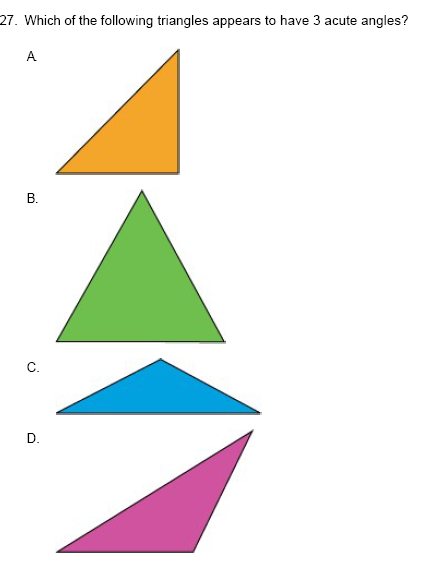 27. Which of the following triangles appears to have 3 acute angles?
A.
B.
C.
D.